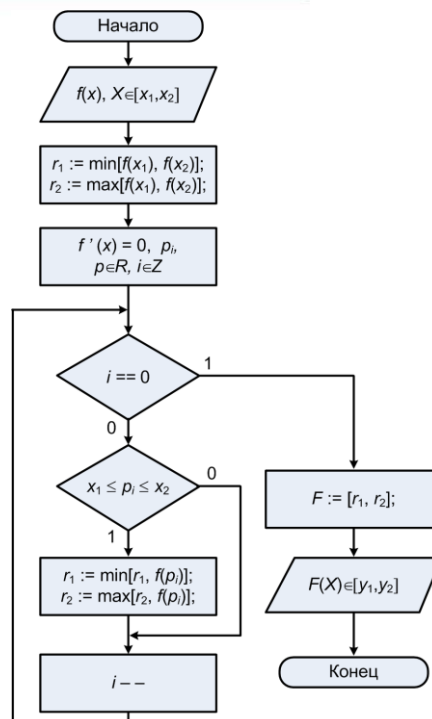 Начало
f(x), X∈[x₁,x₂]
r₁ := min[f(x₁), f(x₂)];
r₂ := max[f(x₁), f(x₂)];
f '(x) = 0, pᵢ,
p∈R, i∈Z
i == 0
1
0
x₁ ≤ pᵢ ≤ x₂
0
1
r₁ := min[r₁, f(pᵢ)];
r₂ := max[r₂, f(pᵢ)];
i – –
F := [r₁, r₂];
F(X)∈[y₁,y₂]
Конец